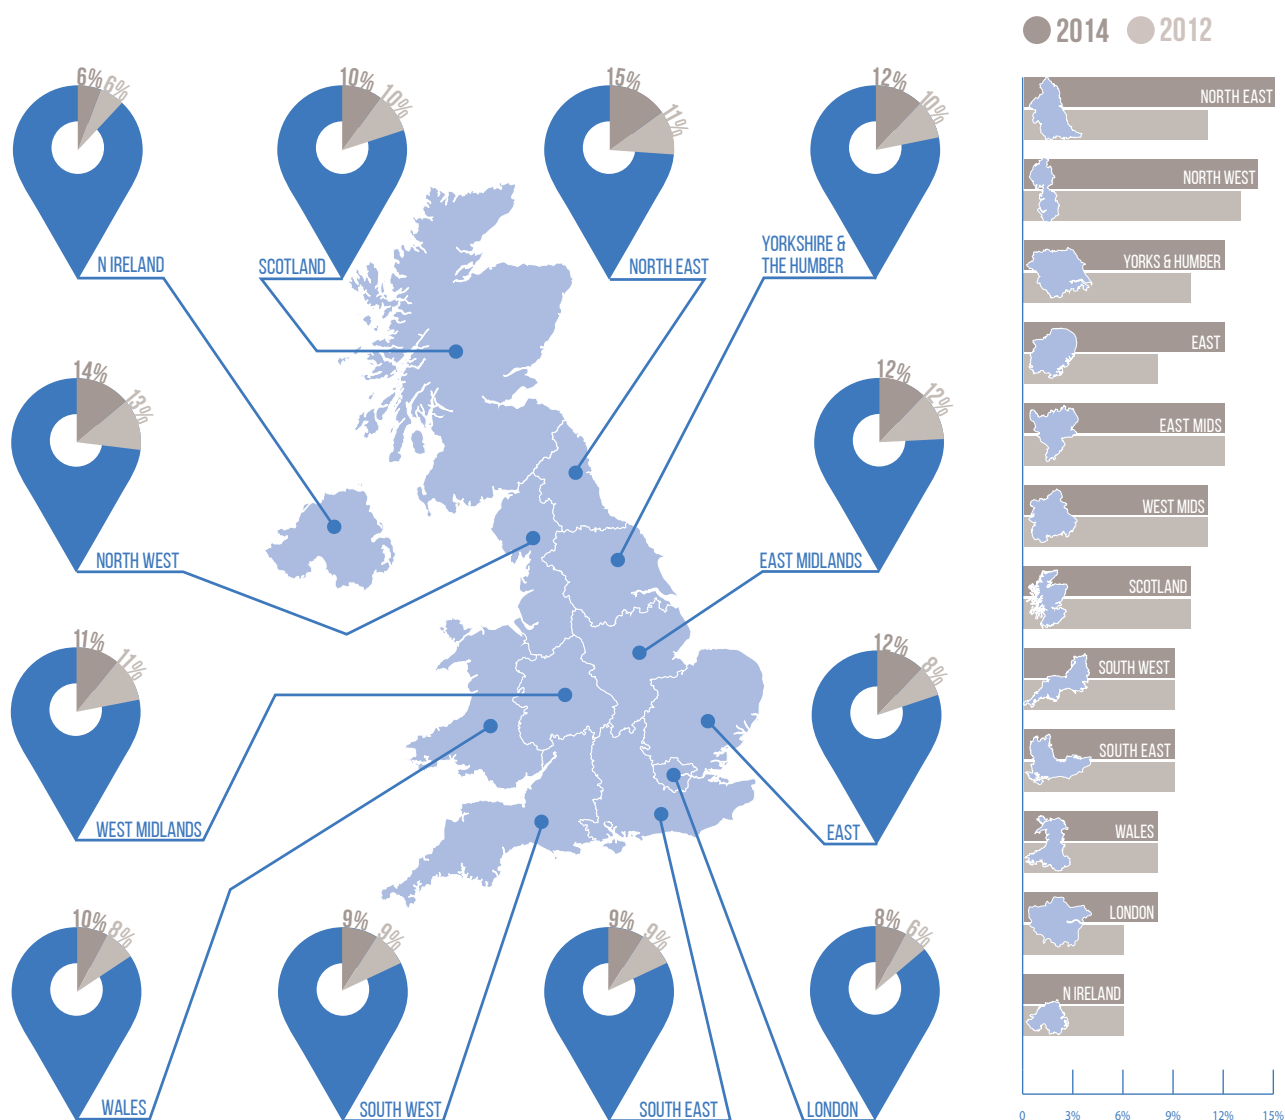 2014 2012
6% 6%
10% 10%
15% 11%
12% 10%
N IRELAND
SCOTLAND
NORTH EAST
YORKSHIRE &
THE HUMBER
14% 13%
12% 12%
NORTH WEST
EAST MIDLANDS
11% 11%
12% 8%
WEST MIDLANDS
EAST
10% 8%
9% 9%
9% 9%
8% 6%
WALES
SOUTH WEST
SOUTH EAST
LONDON
NORTH EAST
NORTH WEST
YORKS & HUMBER
EAST
EAST MIDS
WEST MIDS
SCOTLAND
SOUTH WEST
SOUTH EAST
WALES
LONDON
N IRELAND
0 3% 6% 9% 12% 15%